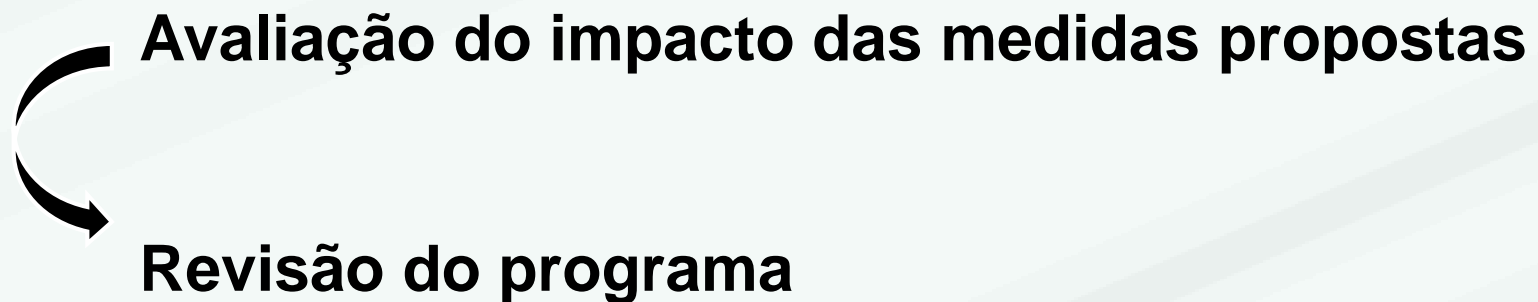 Avaliação do impacto das medidas propostas
Revisão do programa